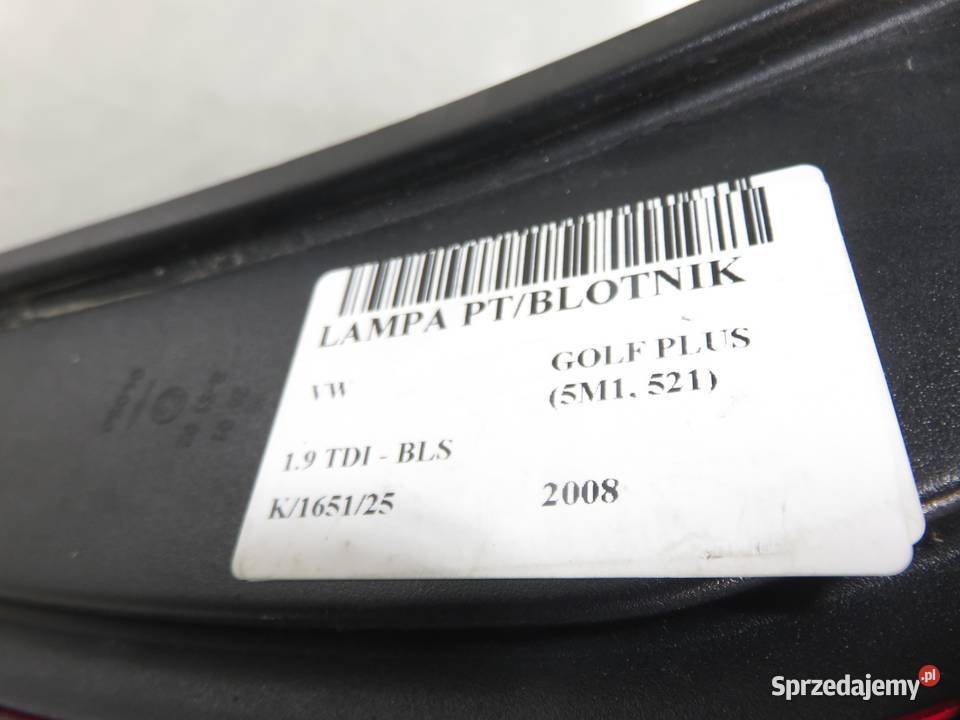 LAMPA PT/BLOTNIK
VW
GOLF PLUS
(5M1, 521)
1.9 TDI - BLS
K/1651/25
2008
Sprzedajemy.pl